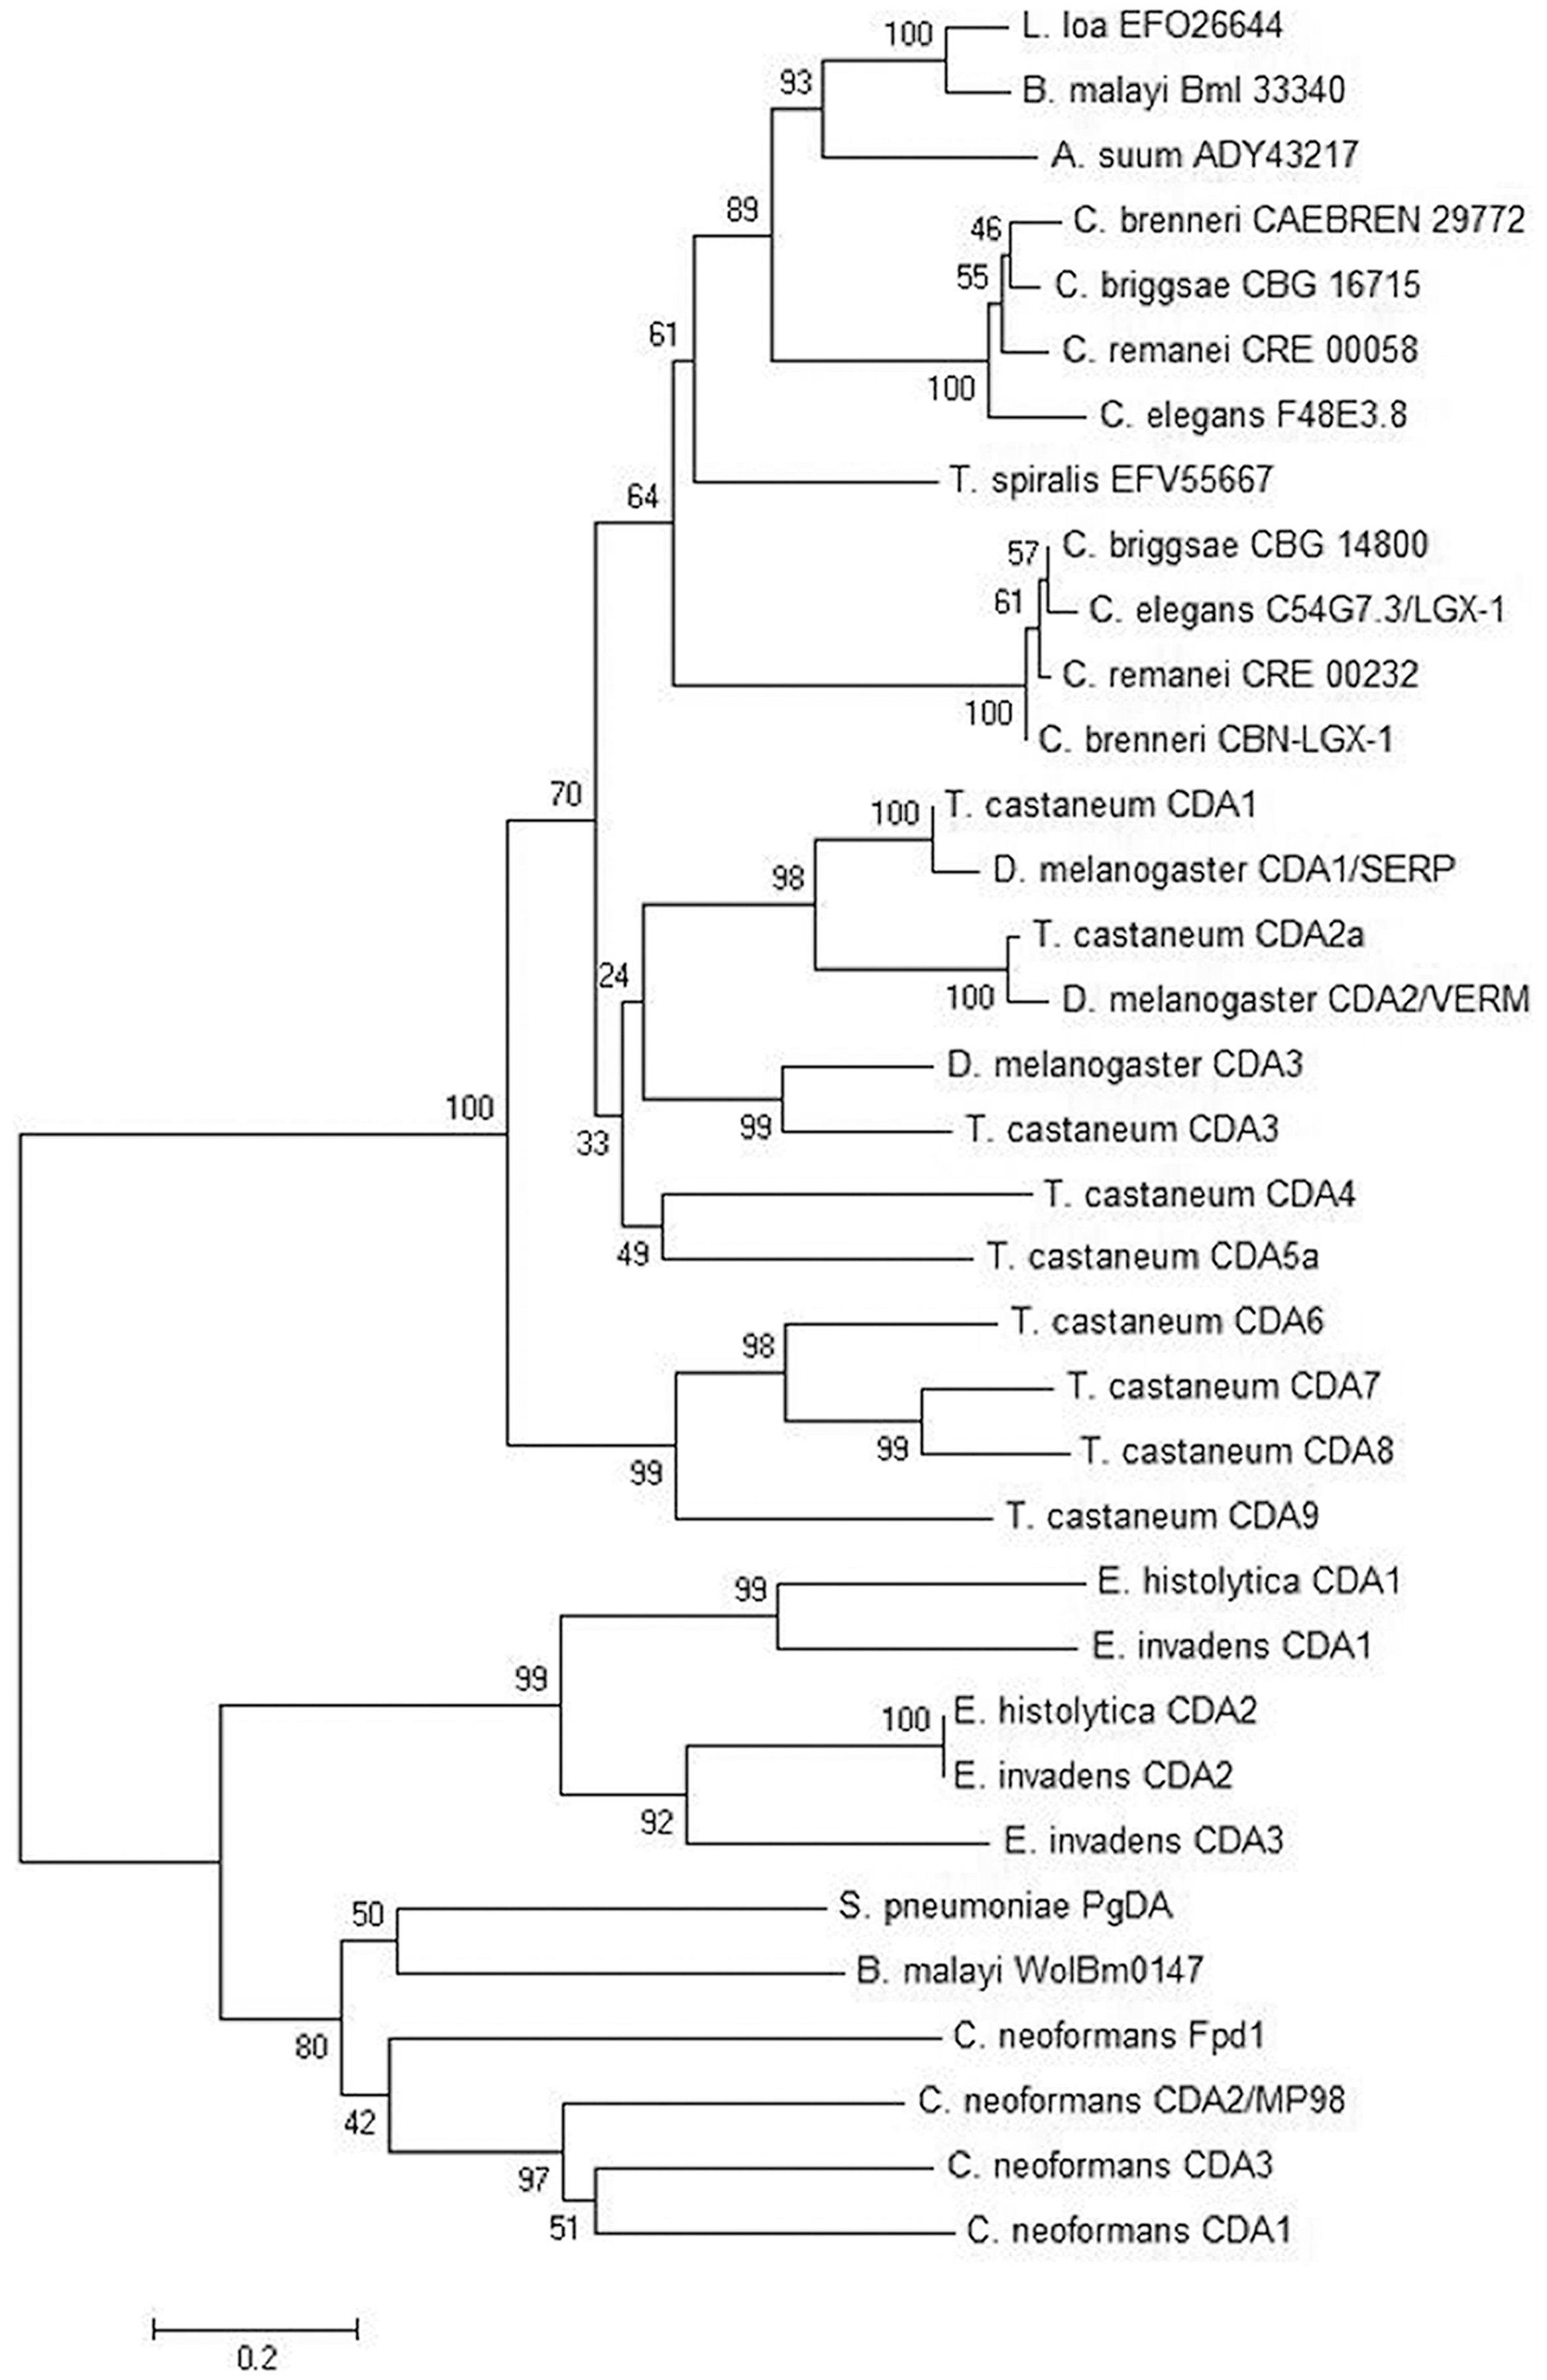 L. loa EFO26644
100
B. malayi Bml 33340
93
A. suum ADY43217
89
C. brenneri CAEBREN 29772
46
C. briggsae CBG 16715
55
C. remanei CRE 00058
61
100
C. elegans F48E3.8
T. spiralis EFV55667
64
C. briggsae CBG 14800
57
C. elegans C54G7.3/LGX-1
61
C. remanei CRE 00232
100
C. brenneri CBN-LGX-1
70
T. castaneum CDA1
100
D. melanogaster CDA1/SERP
98
T. castaneum CDA2a
24
D. melanogaster CDA2/VERM
100
D. melanogaster CDA3
100
T. castaneum CDA3
99
33
T. castaneum CDA4
T. castaneum CDA5a
49
T. castaneum CDA6
98
T. castaneum CDA7
T. castaneum CDA8
99
99
T. castaneum CDA9
E. histolytica CDA1
99
E. invadens CDA1
99
E. histolytica CDA2
100
E. invadens CDA2
92
E. invadens CDA3
S. pneumoniae PgDA
50
B. malayi WolBm0147
C. neoformans Fpd1
80
C. neoformans CDA2/MP98
42
C. neoformans CDA3
97
C. neoformans CDA1
51
0.2